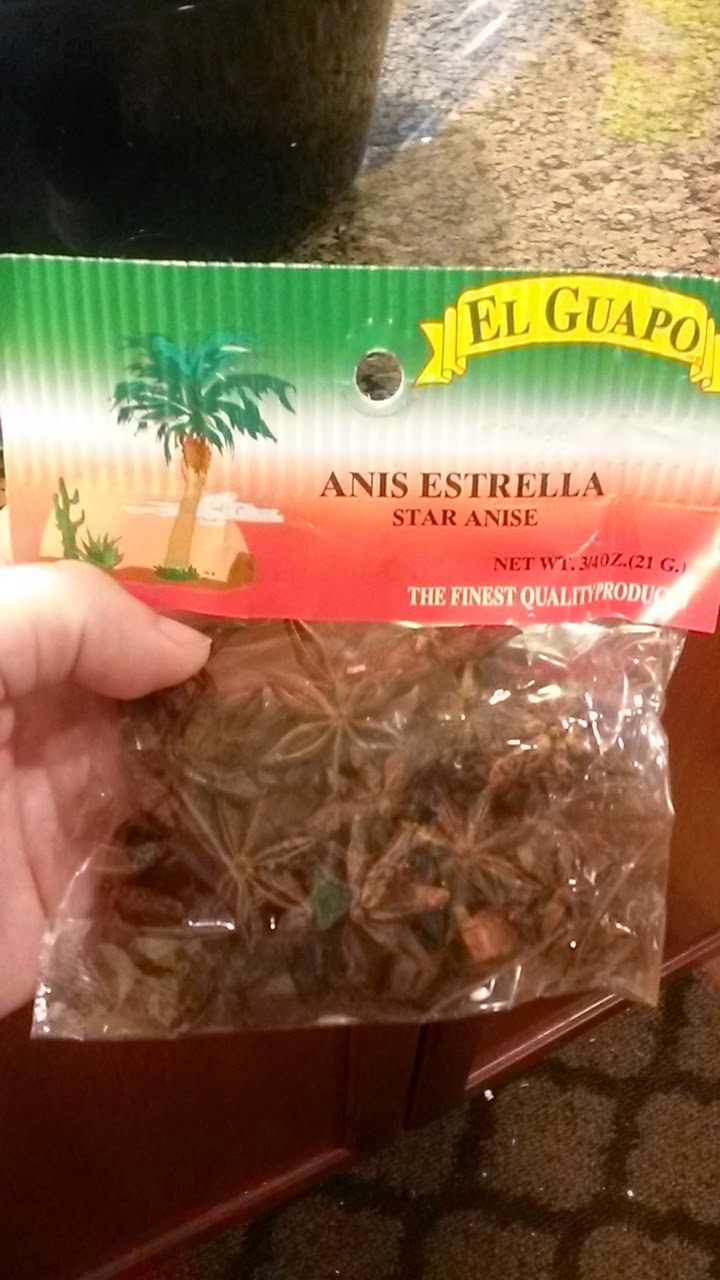 EL GUAPO
ANIS ESTRELLA
STAR ANISE
NET WT. 3/4OZ.(21 G.)
THE FINEST QUALITY